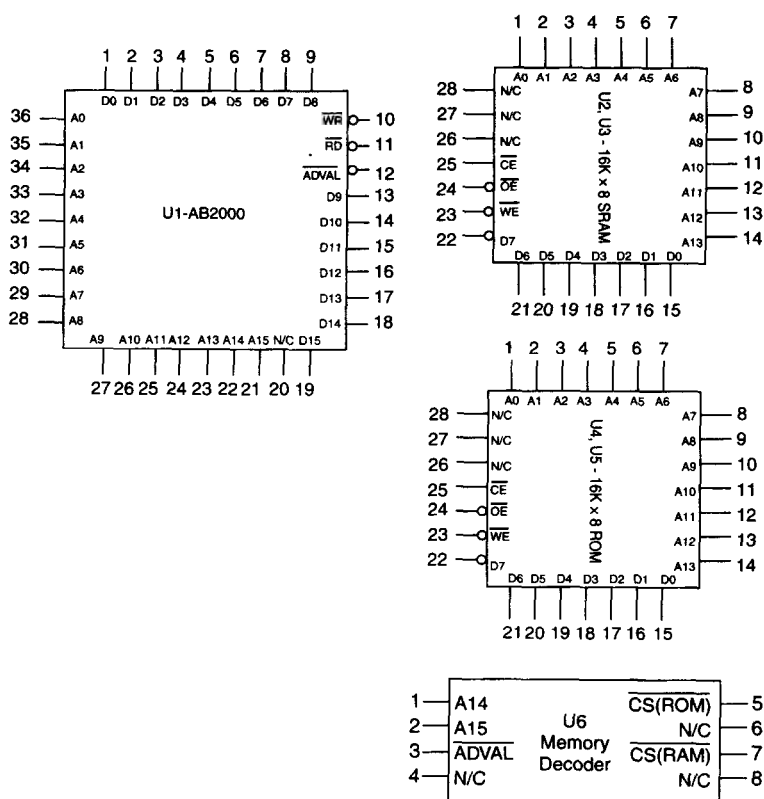 1 2 3 4 5 6 7 8 9
D0 D1 D2 D3 D4 D5 D6 D7 D8
36 A0 WR 10
35 A1 RD 11
34 A2 ADVAL 12
33 A3 D9 13
32 A4 U1-AB2000 D10 14
31 A5 D11 15
30 A6 D12 16
29 A7 D13 17
28 A8 D14 18
A9 A10 A11 A12 A13 A14 A15 N/C D15
27 26 25 24 23 22 21 20 19
1 2 3 4 5 6 7
A0 A1 A2 A3 A4 A5 A6
28 N/C A7 8
27 N/C A8 9
26 N/C A9 10
25 CE A10 11
24 OE A11 12
23 WE A12 13
22 D7 A13 14
U2, U3 - 16K × 8 SRAM
D6 D5 D4 D3 D2 D1 D0
21 20 19 18 17 16 15
1 2 3 4 5 6 7
A0 A1 A2 A3 A4 A5 A6
28 N/C A7 8
27 N/C A8 9
26 N/C A9 10
25 CE A10 11
24 OE A11 12
23 WE A12 13
22 D7 A13 14
U4, U5 - 16K × 8 ROM
D6 D5 D4 D3 D2 D1 D0
21 20 19 18 17 16 15
1 A14 CS(ROM) 5
2 A15 N/C 6
3 ADVAL CS(RAM) 7
4 N/C N/C 8
U6
Memory
Decoder